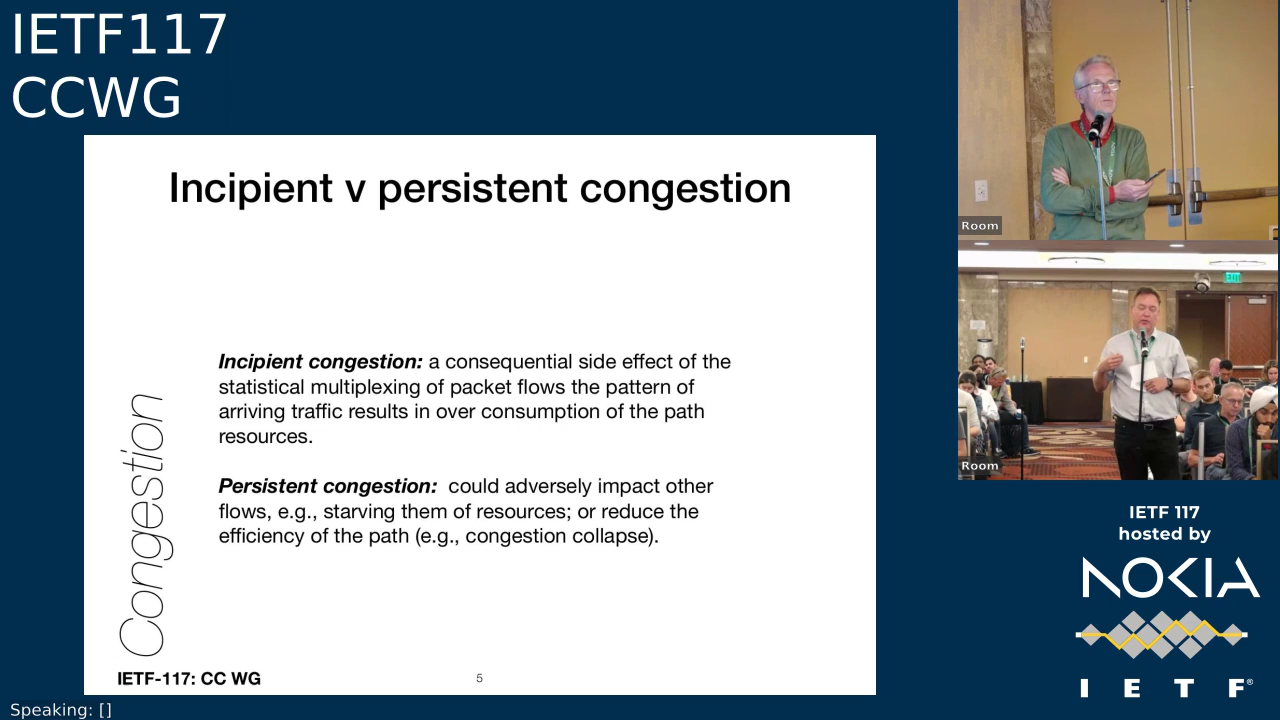 IETF117
CCWG
Incipient v persistent congestion
Incipient congestion: a consequential side effect of the
statistical multiplexing of packet flows the pattern of
arriving traffic results in over consumption of the path
resources.
Persistent congestion:  could adversely impact other
flows, e.g., starving them of resources; or reduce the
efficiency of the path (e.g., congestion collapse).
Congestion
IETF-117: CC WG
5
Room
EXIT
Room
IETF 117
hosted by
NOKIA
I E T F®
Speaking: []